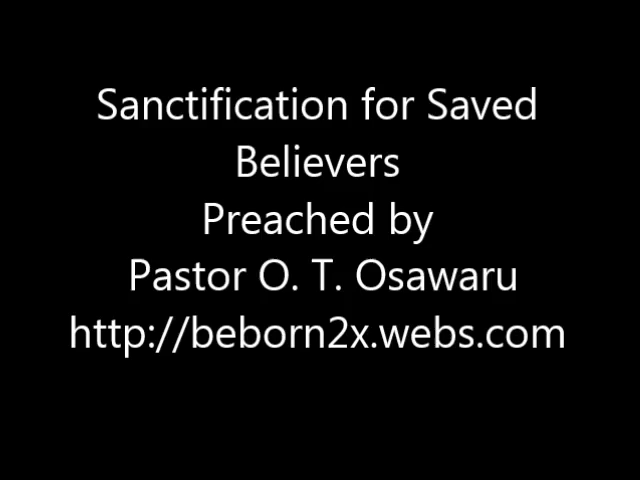 Sanctification for Saved
Believers
Preached by
Pastor O. T. Osawaru
http://beborn2x.webs.com